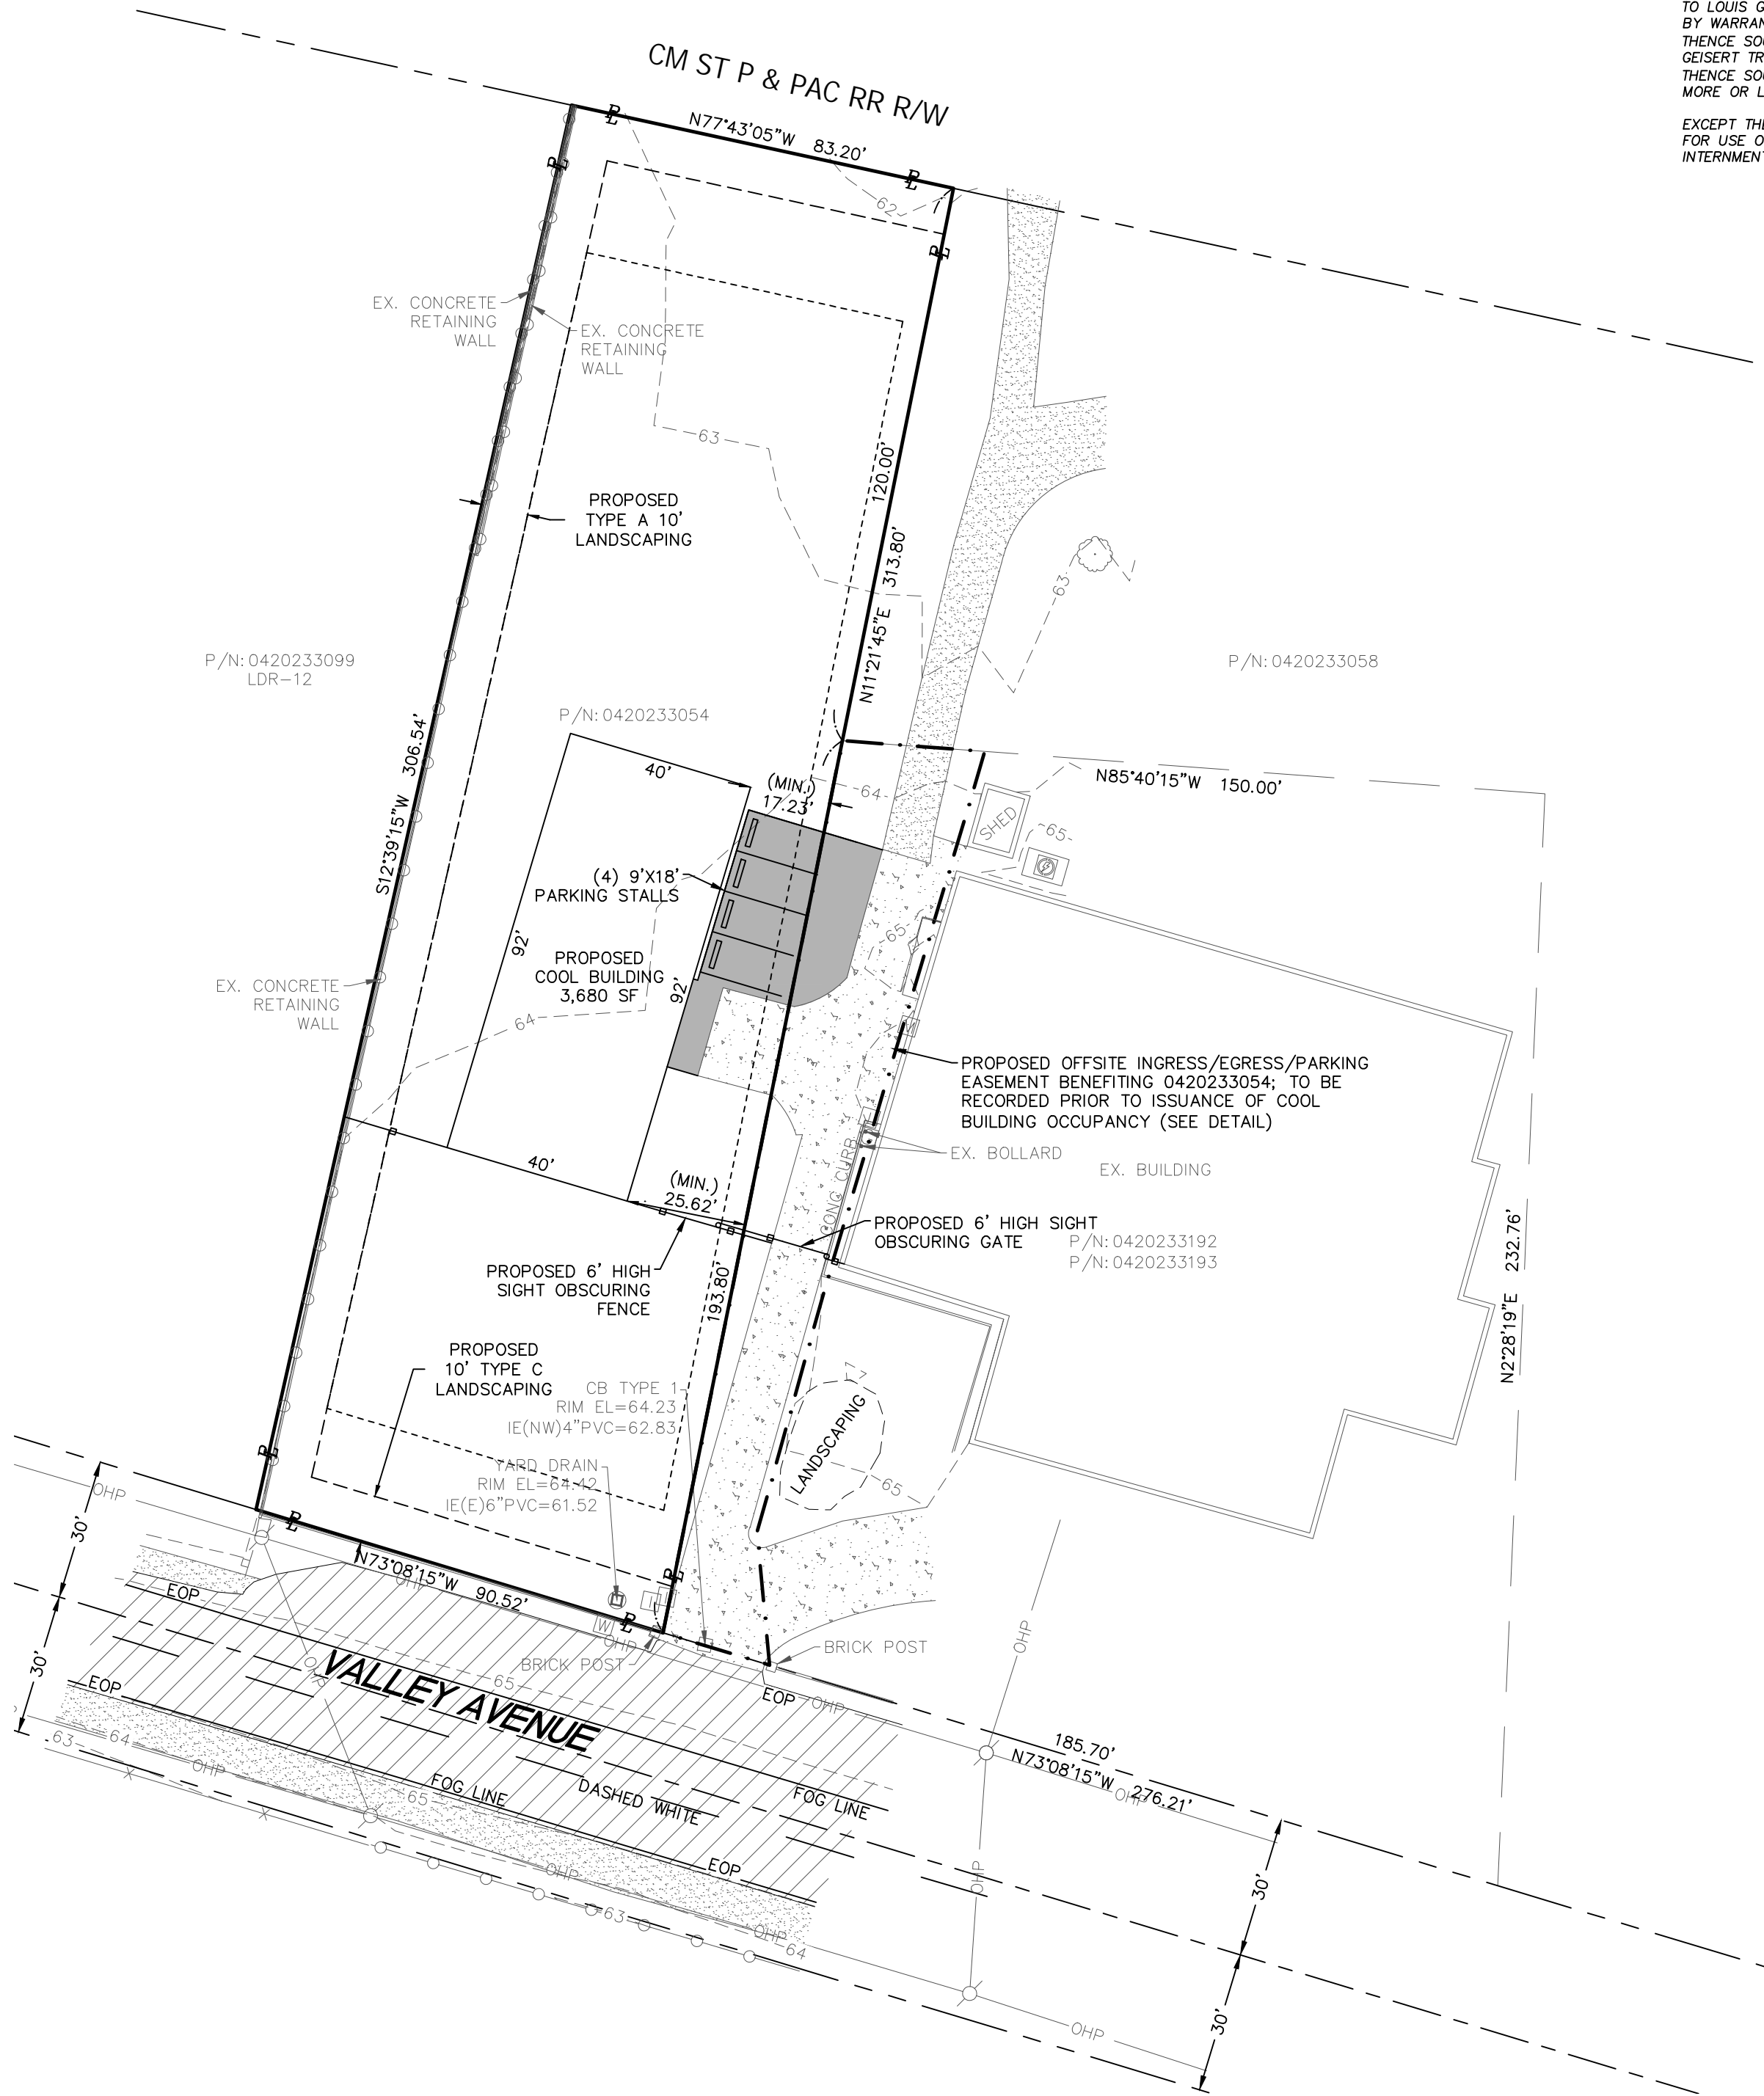 TO LOUIS G
BY WARRAN
THENCE SOU
GEISERT TR
THENCE SOU
MORE OR L
EXCEPT THE
FOR USE O
INTERNMENT
CM ST P & PAC RR R/W
N77°43'05"W 83.20'
62
EX. CONCRETE
RETAINING
WALL
EX. CONCRETE
RETAINING
WALL
63
120.00'
313.80'
N11°21'45"E
PROPOSED
TYPE A 10'
LANDSCAPING
63
P/N: 0420233099
LDR-12
P/N: 0420233058
P/N: 0420233054
S12°39'15"W 306.54'
40'
(MIN.)
17.23'
64
N85°40'15"W 150.00'
SHED
65
(4) 9'X18'
PARKING STALLS
92'
PROPOSED
COOL BUILDING
3,680 SF
92'
65
EX. CONCRETE
RETAINING
WALL
64
PROPOSED OFFSITE INGRESS/EGRESS/PARKING
EASEMENT BENEFITING 0420233054; TO BE
RECORDED PRIOR TO ISSUANCE OF COOL
BUILDING OCCUPANCY (SEE DETAIL)
CONC CURB
EX. BOLLARD
EX. BUILDING
40'
(MIN.)
25.62'
PROPOSED 6' HIGH SIGHT
OBSCURING GATE
P/N: 0420233192
P/N: 0420233193
N2°28'19"E 232.76'
PROPOSED 6' HIGH
SIGHT OBSCURING
FENCE
193.80'
PROPOSED
10' TYPE C
LANDSCAPING
CB TYPE 1
RIM EL=64.23
IE(NW)4"PVC=62.83
LANDSCAPING
65
YARD DRAIN
RIM EL=64.42
IE(E)6"PVC=61.52
OHP
30'
N73°08'15"W 90.52'
OHP
EOP
W
OHP
OHP
BRICK POST
BRICK POST
OHP
30'
VALLEY AVENUE
65
EOP
EOP
OHP
185.70'
N73°08'15"W 276.21'
OHP
63
64
OHP
FOG LINE
65
DASHED WHITE
FOG LINE
EOP
OHP
OHP
30'
63
OHP
64
OHP
30'